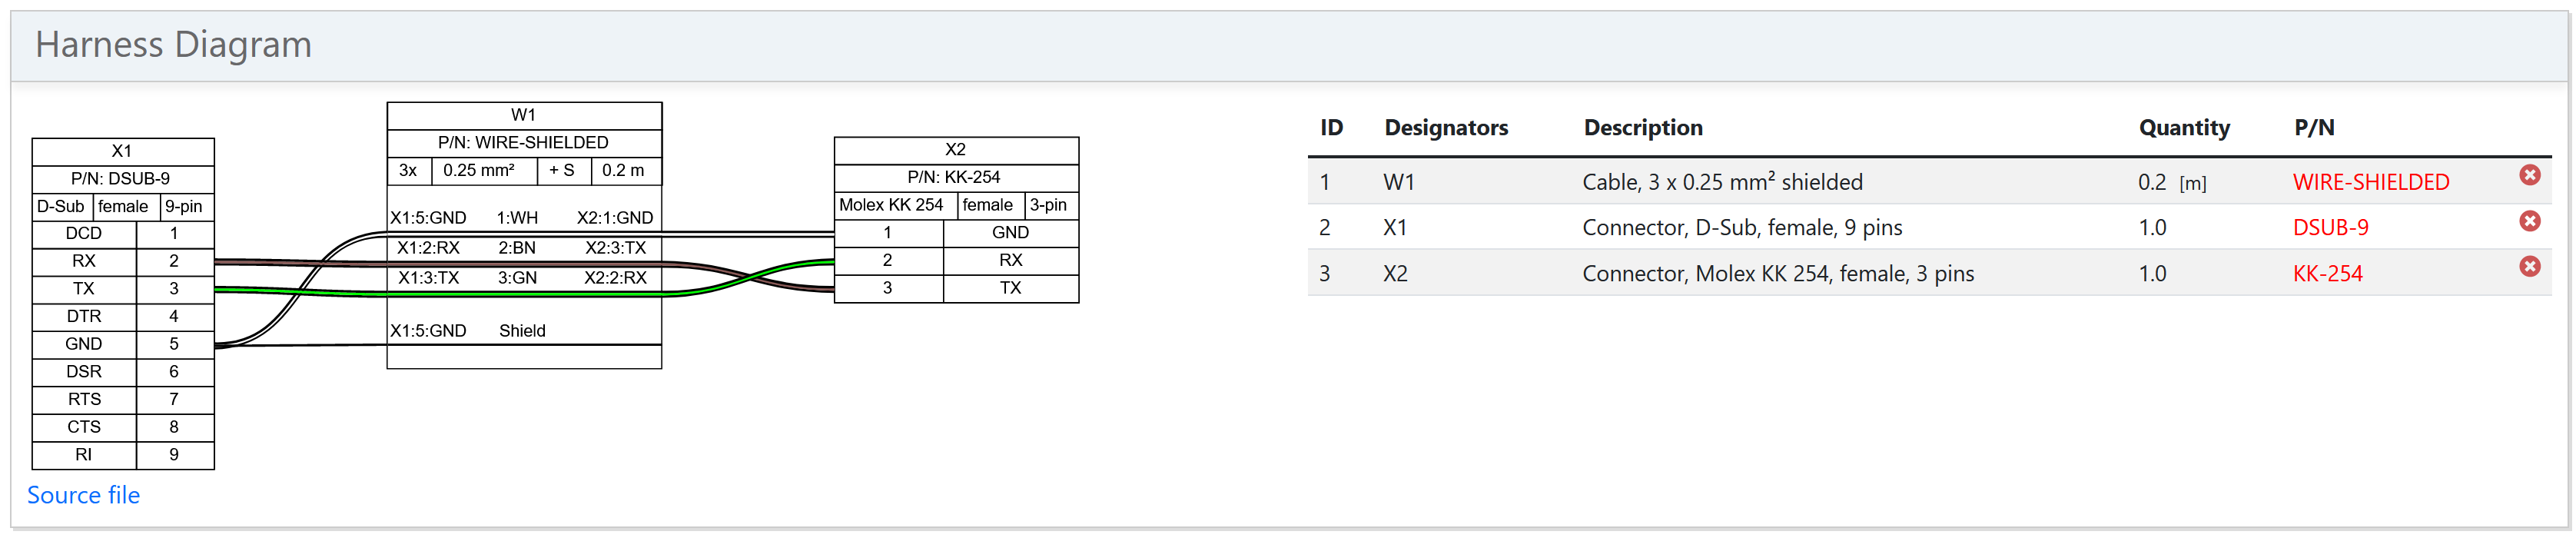 Harness Diagram
X1
P/N: DSUB-9
D-Sub female 9-pin
DCD 1
RX 2
TX 3
DTR 4
GND 5
DSR 6
RTS 7
CTS 8
RI 9
W1
P/N: WIRE-SHIELDED
3x 0.25 mm² + S 0.2 m
X1:5:GND 1:WH X2:1:GND
X1:2:RX 2:BN X2:3:TX
X1:3:TX 3:GN X2:2:RX
X1:5:GND Shield
X2
P/N: KK-254
Molex KK 254 female 3-pin
1 GND
2 RX
3 TX
Source file
ID Designators Description Quantity P/N
1 W1 Cable, 3 x 0.25 mm² shielded 0.2 [m] WIRE-SHIELDED
2 X1 Connector, D-Sub, female, 9 pins 1.0 DSUB-9
3 X2 Connector, Molex KK 254, female, 3 pins 1.0 KK-254